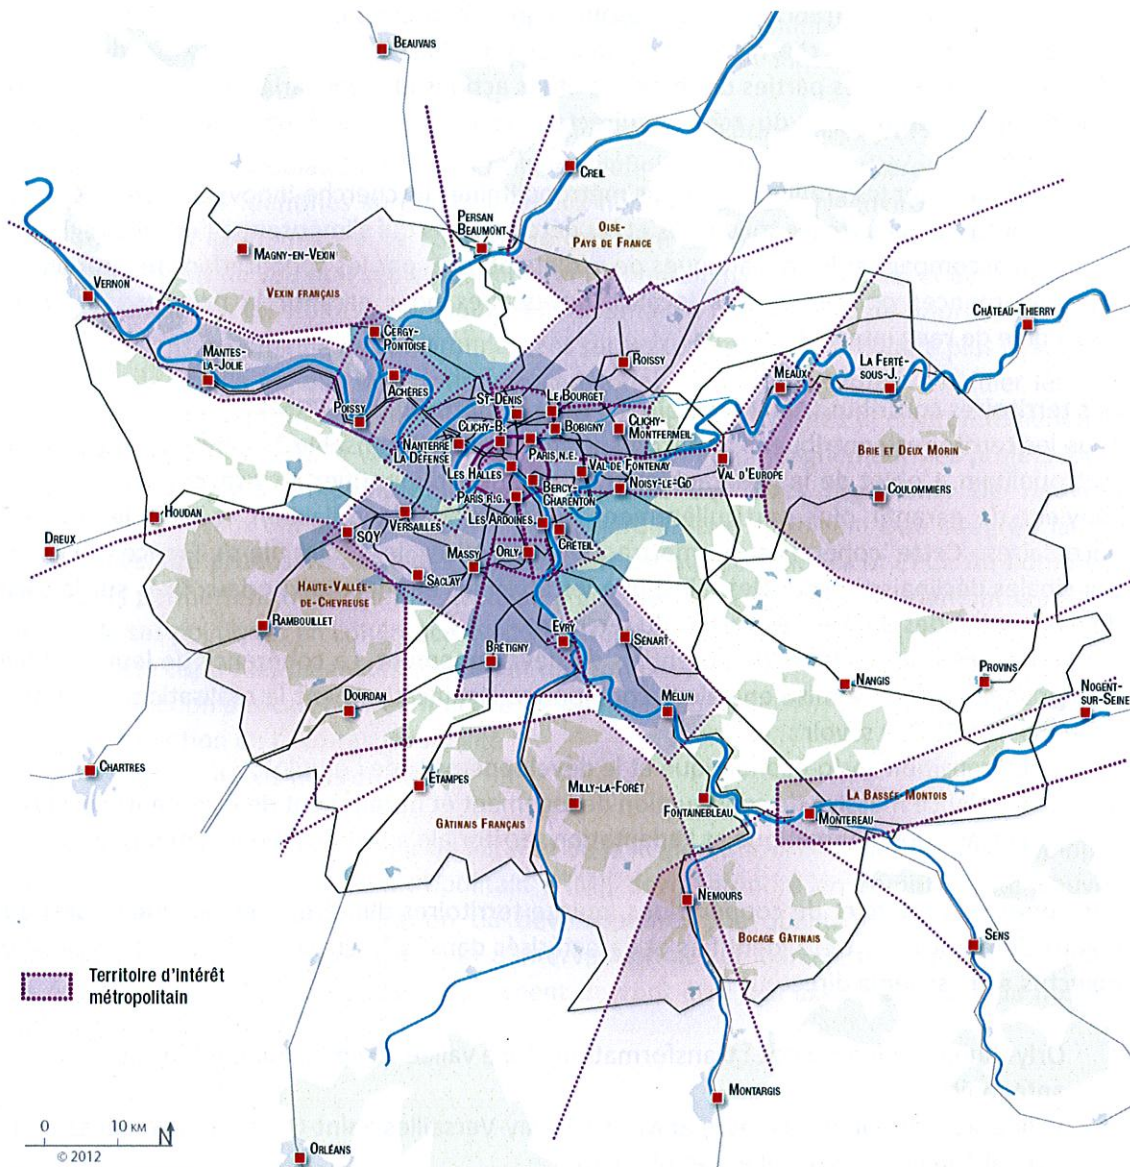 Beauvais
Creil
Persan
Beaumont
Oise-
Pays de France
Magny-en-Vexin
Vexin français
Vernon
Château-Thierry
Cergy-
Pontoise
Mantes-
la-Jolie
Achères
Roissy
Meaux
La Ferté-
sous-J.
Poissy
St-Denis
Le Bourget
Clichy-B.
Bobigny
Clichy-
Montfermeil
Nanterre
La Défense
Paris n.e.
Les Halles
Val de Fontenay
Val d'Europe
Brie et Deux Morin
Noisy-le-Gd
Bercy-
Charenton
Coulommiers
Paris r.g.
Versailles
Les Ardoines
Houdan
Dreux
SQY
Créteil
Massy
Orly
Saclay
Haute-Vallée-
de-Chevreuse
Rambouillet
Evry
Sénart
Brétigny
Nangis
Provins
Dourdan
Melun
Nogent-
sur-Seine
Chartres
Etampes
Milly-la-Forêt
La Bassée Montois
Gâtinais Français
Fontainebleau
Montereau
Nemours
Bocage Gâtinais
Sens
Territoire d'intérêt
métropolitain
Montargis
0 10 km N
© 2012
Orléans